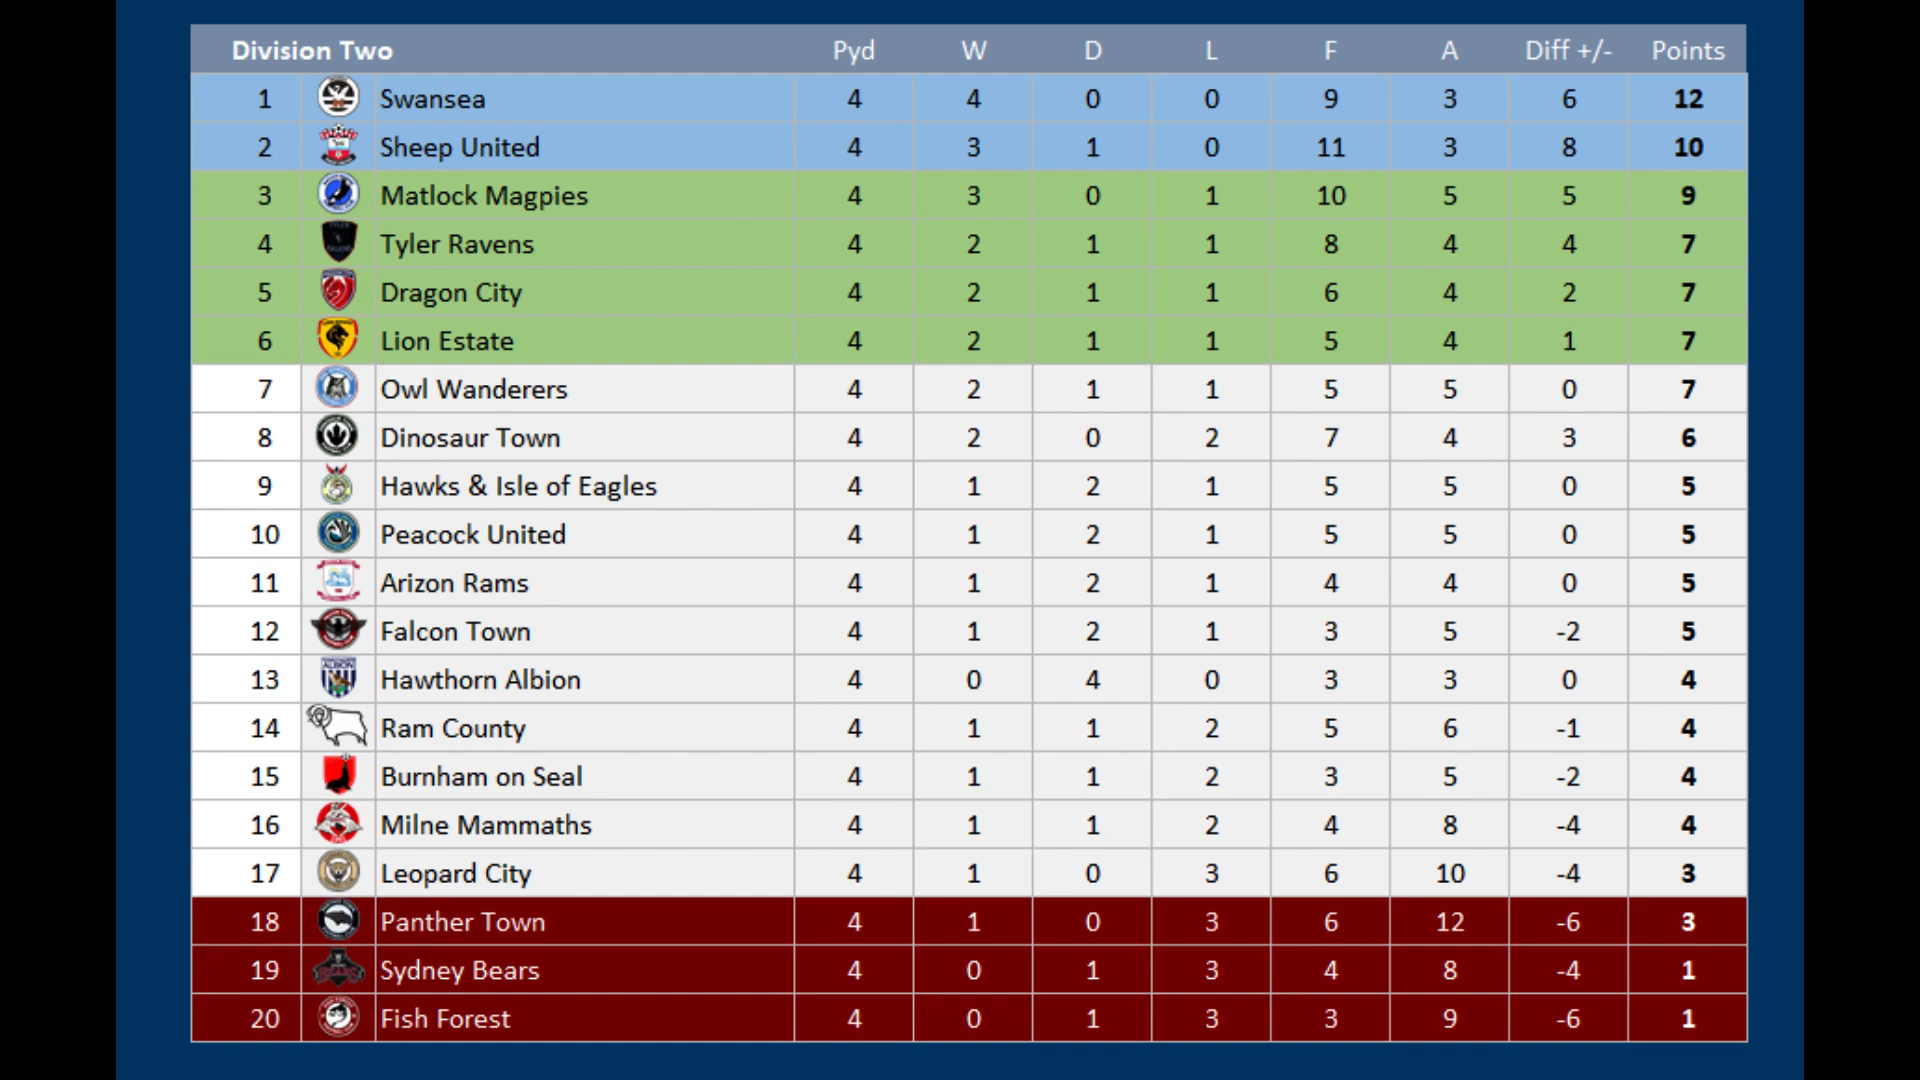 Division Two Pyd W D L F A Diff +/- Points
1 Swansea 4 4 0 0 9 3 6 12
2 Sheep United 4 3 1 0 11 3 8 10
3 Matlock Magpies 4 3 0 1 10 5 5 9
4 Tyler Ravens 4 2 1 1 8 4 4 7
5 Dragon City 4 2 1 1 6 4 2 7
6 Lion Estate 4 2 1 1 5 4 1 7
7 Owl Wanderers 4 2 1 1 5 5 0 7
8 Dinosaur Town 4 2 0 2 7 4 3 6
9 Hawks & Isle of Eagles 4 1 2 1 5 5 0 5
10 Peacock United 4 1 2 1 5 5 0 5
11 Arizon Rams 4 1 2 1 4 4 0 5
12 Falcon Town 4 1 2 1 3 5 -2 5
13 Hawthorn Albion 4 0 4 0 3 3 0 4
14 Ram County 4 1 1 2 5 6 -1 4
15 Burnham on Seal 4 1 1 2 3 5 -2 4
16 Milne Mammaths 4 1 1 2 4 8 -4 4
17 Leopard City 4 1 0 3 6 10 -4 3
18 Panther Town 4 1 0 3 6 12 -6 3
19 Sydney Bears 4 0 1 3 4 8 -4 1
20 Fish Forest 4 0 1 3 3 9 -6 1